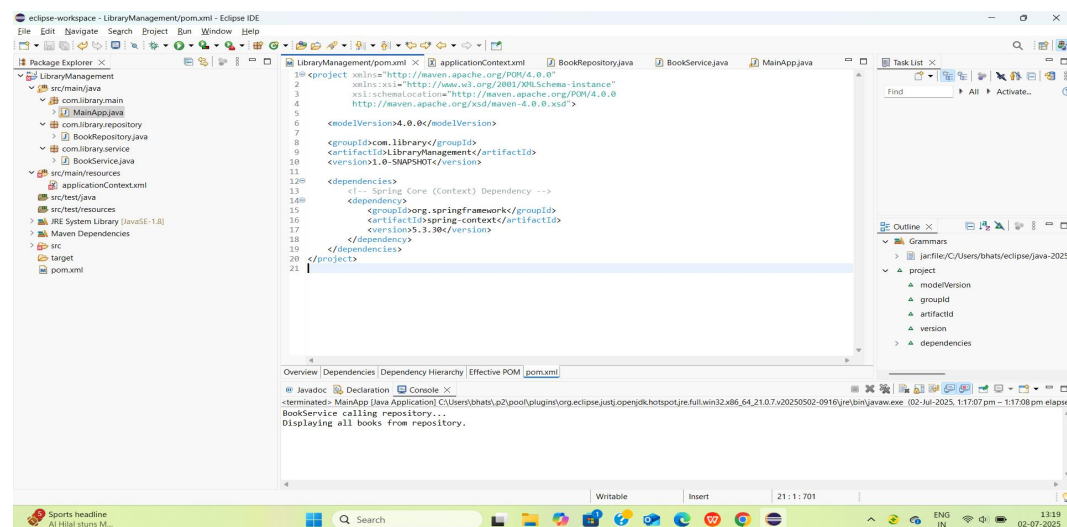 eclipse-workspace - LibraryManagement/pom.xml - Eclipse IDE
File Edit Navigate Search Project Run Window Help
Package Explorer
LibraryManagement/pom.xml applicationContext.xml BookRepository.java BookService.java MainApp.java
Task List
LibraryManagement
src/main/java
com.library.main
MainApp.java
com.library.repository
BookRepository.java
com.library.service
BookService.java
src/main/resources
applicationContext.xml
src/test/java
src/test/resources
JRE System Library [JavaSE-1.8]
Maven Dependencies
src
target
pom.xml
1 <project xmlns="http://maven.apache.org/POM/4.0.0"
2 xmlns:xsi="http://www.w3.org/2001/XMLSchema-instance"
3 xsi:schemaLocation="http://maven.apache.org/POM/4.0.0
4 http://maven.apache.org/xsd/maven-4.0.0.xsd">
5
6 <modelVersion>4.0.0</modelVersion>
7
8 <groupId>com.library</groupId>
9 <artifactId>LibraryManagement</artifactId>
10 <version>1.0-SNAPSHOT</version>
11
12 <dependencies>
13 <!-- Spring Core (Context) Dependency -->
14 <dependency>
15 <groupId>org.springframework</groupId>
16 <artifactId>spring-context</artifactId>
17 <version>5.3.30</version>
18 </dependency>
19 </dependencies>
20 </project>
21
Find All Activate...
Outline
Grammars
jar:file:/C:/Users/bhats/eclipse/java-2025
project
modelVersion
groupId
artifactId
version
dependencies
Overview Dependencies Dependency Hierarchy Effective POM pom.xml
Javadoc Declaration Console
<terminated> MainApp [Java Application] C:\Users\bhats\.p2\pool\plugins\org.eclipse.justj.openjdk.hotspot.jre.full.win32.x86_64_21.0.7.v20250502-0916\jre\bin\javaw.exe (02-Jul-2025, 1:17:07 pm – 1:17:08 pm elapse
BookService calling repository...
Displaying all books from repository.
Writable Insert 21 : 1 : 701
5
Sports headline
Al Hilal stuns M...
Search
ENG
IN
13:19
02-07-2025